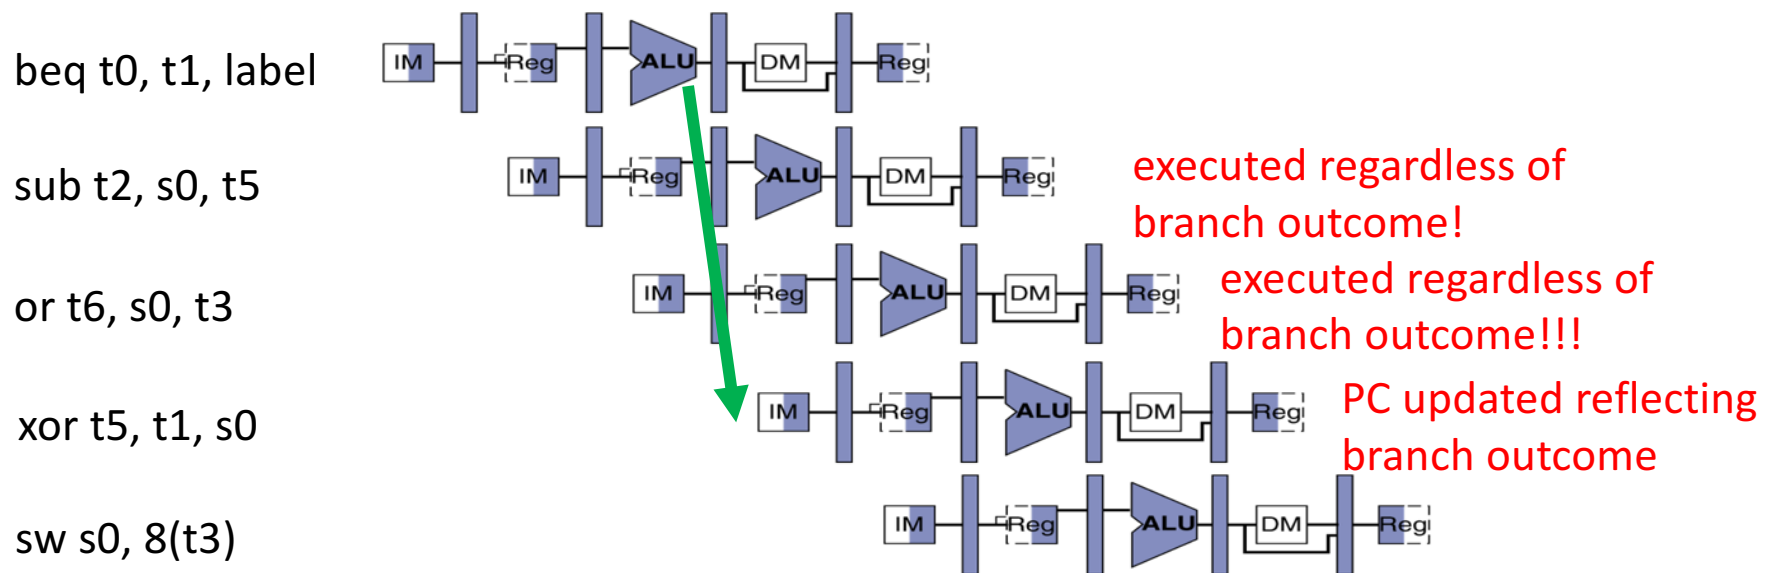 beq t0, t1, label
IM Reg ALU DM Reg
sub t2, s0, t5
IM Reg ALU DM Reg
executed regardless of
branch outcome!
or t6, s0, t3
IM Reg ALU DM Reg
executed regardless of
branch outcome!!!
xor t5, t1, s0
IM Reg ALU DM Reg
PC updated reflecting
branch outcome
sw s0, 8(t3)
IM Reg ALU DM Reg